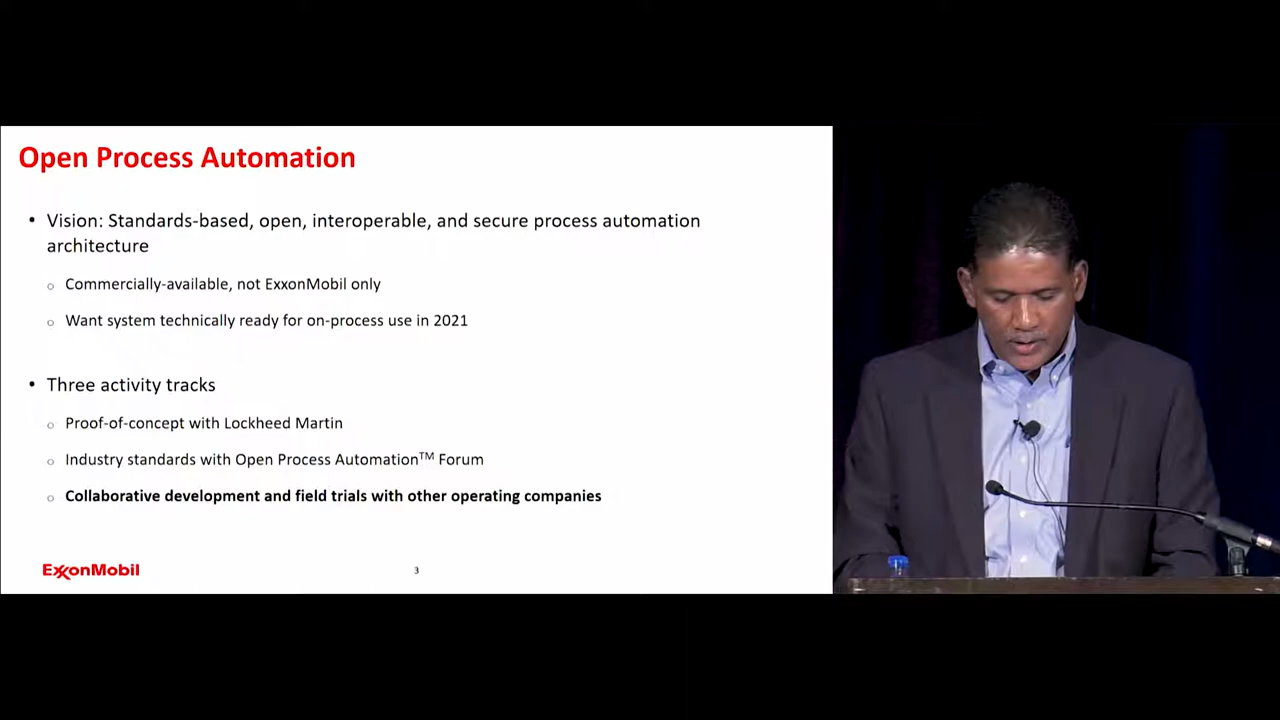 Open Process Automation
• Vision: Standards-based, open, interoperable, and secure process automation
architecture
o Commercially-available, not ExxonMobil only
o Want system technically ready for on-process use in 2021
• Three activity tracks
o Proof-of-concept with Lockheed Martin
o Industry standards with Open Process Automation™ Forum
o Collaborative development and field trials with other operating companies
ExxonMobil
3